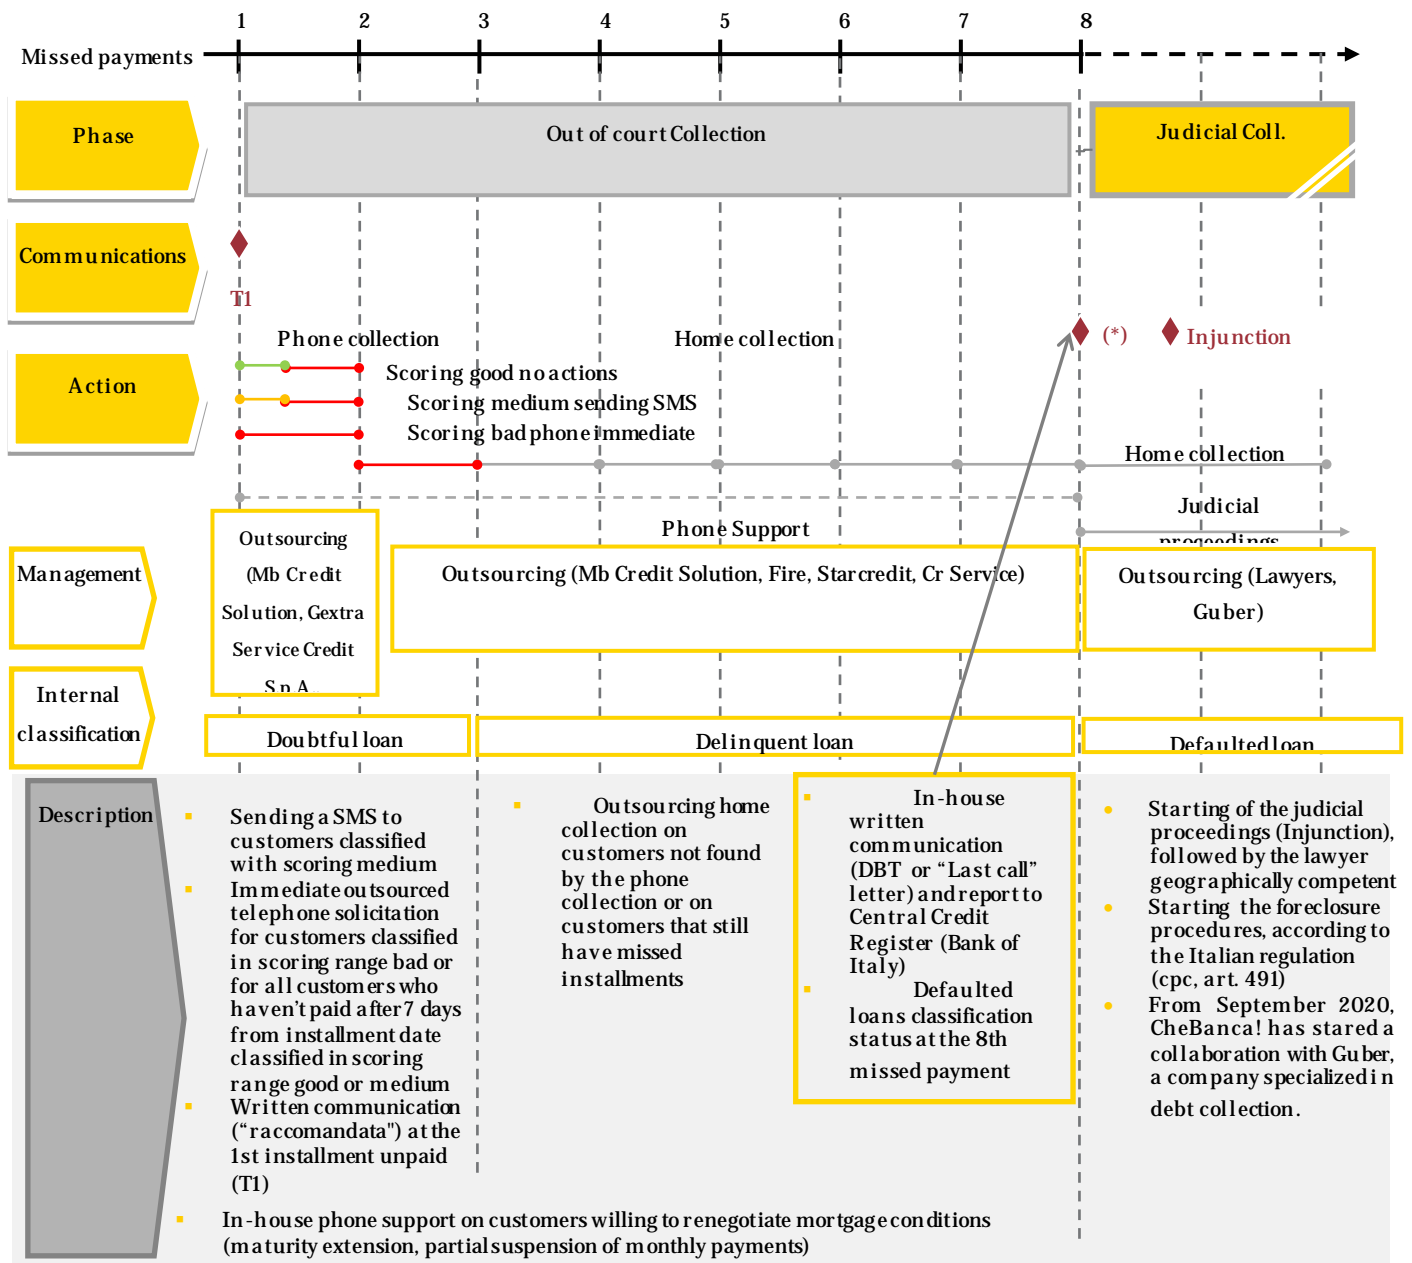 1 2 3 4 5 6 7 8
Missed payments
Phase
Out of court Collection
Judicial Coll.
Communications
T1
(*)
Injunction
Phone collection
Home collection
Action
Scoring good no actions
Scoring medium sending SMS
Scoring bad phone immediate
Home collection
Judicial
proceedings
Phone Support
Management
Outsourcing
(Mb Credit
Solution, Gextra
Service Credit
S.p.A.
Outsourcing (Mb Credit Solution, Fire, Starcredit, Cr Service)
Outsourcing (Lawyers,
Guber)
Internal
classification
Doubtful loan
Delinquent loan
Defaulted loan
Description
Sending a SMS to
customers classified
with scoring medium
Immediate outsourced
telephone solicitation
for customers classified
in scoring range bad or
for all customers who
haven't paid after 7 days
from installment date
classified in scoring
range good or medium
Written communication
("raccomandata") at the
1st installment unpaid
(T1)
Outsourcing home
collection on
customers not found
by the phone
collection or on
customers that still
have missed
installments
In-house
written
communication
(DBT or “Last call”
letter) and report to
Central Credit
Register (Bank of
Italy)
Defaulted
loans classification
status at the 8th
missed payment
Starting of the judicial
proceedings (Injunction),
followed by the lawyer
geographically competent
Starting the foreclosure
procedures, according to
the Italian regulation
(cpc, art. 491)
From September 2020,
CheBanca! has stared a
collaboration with Guber,
a company specialized in
debt collection.
In-house phone support on customers willing to renegotiate mortgage conditions
(maturity extension, partial suspension of monthly payments)